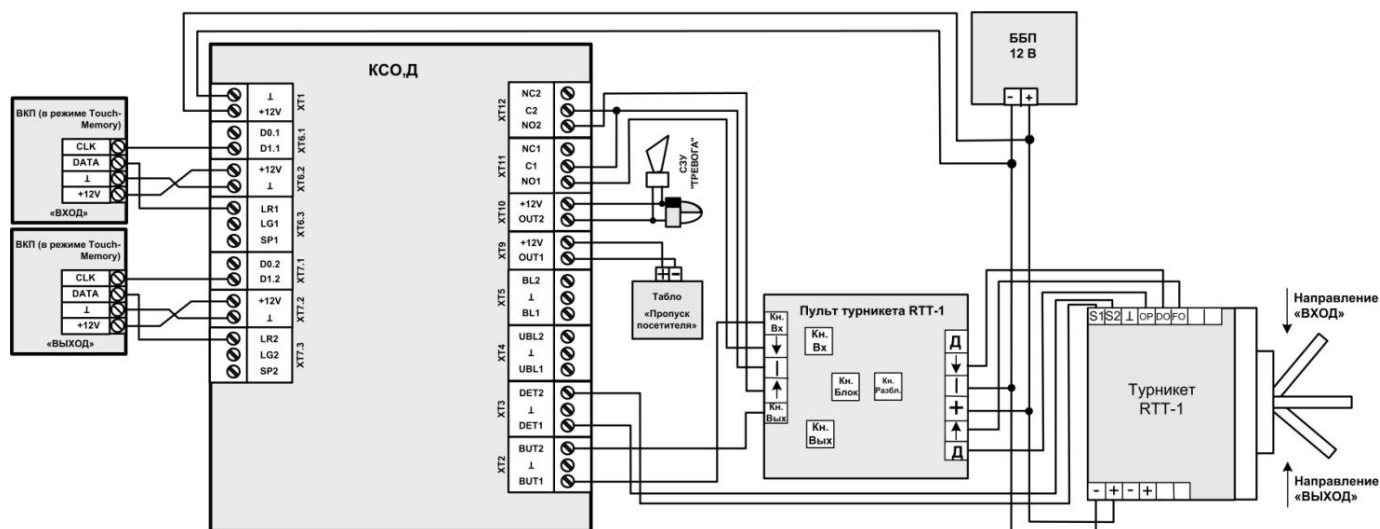 КСО,Д
ББП
12 В
ВКП (в режиме Touch-
Memory)
CLK
DATA
⊥
+12V
«ВХОД»
ВКП (в режиме Touch-
Memory)
CLK
DATA
⊥
+12V
«ВЫХОД»
⊥
+12V
XT1
D0.1
D1.1
XT6.1
+12V
⊥
XT6.2
LR1
LG1
SP1
XT6.3
D0.2
D1.2
XT7.1
+12V
⊥
XT7.2
LR2
LG2
SP2
XT7.3
XT12
NC2
C2
NO2
XT11
NC1
C1
NO1
XT10
+12V
OUT2
XT9
+12V
OUT1
XT5
BL2
⊥
BL1
XT4
UBL2
⊥
UBL1
XT3
DET2
⊥
DET1
XT2
BUT2
⊥
BUT1
СЗУ
"ТРЕВОГА"
+ −
Табло
«Пропуск
посетителя»
Пульт турникета RTT-1
Кн.
Вх
↓
I
↑
Кн.
Вых
Кн.
Вх
Кн.
Блок
Кн.
Разбл.
Кн.
Вых
Д
↓
I
+
↑
Д
- +
S1 S2 ⊥ OP DO FO
Турникет
RTT-1
- + - +
Направление
«ВХОД»
Направление
«ВЫХОД»